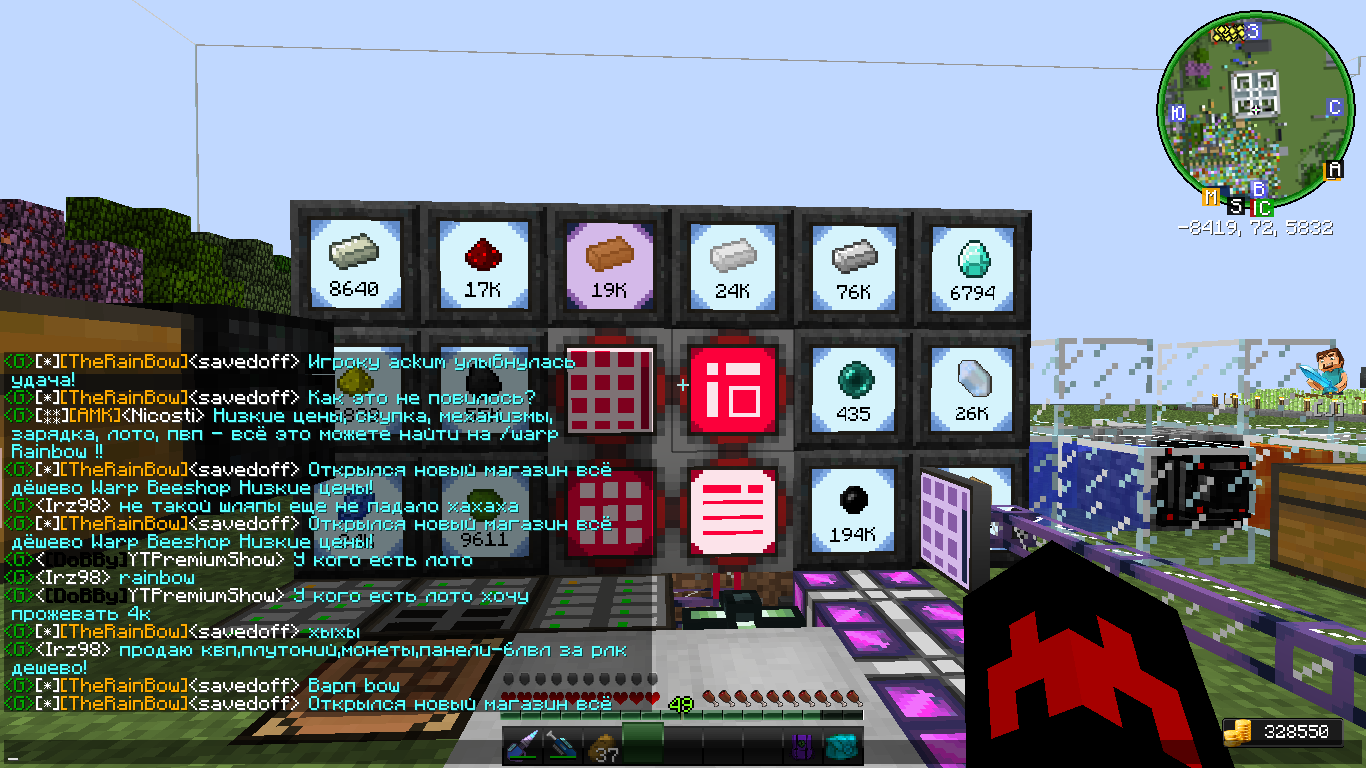 З
Ю
С
A
М
В
S
C
-8419, 72, 5832
8640
17K
19K
24K
76K
6794
435
26K
9611
194K
<G>[*][TheRainBow]<savedoff> Игроку аским улыбнулась
удача!
<G>[*][TheRainBow]<savedoff> Как это не повилось?
<G>[⁑][АМК]<Nicosti> Низкие цены, скупка, механизмы,
зарядка, лото, пвп - всё это можете найти на /warp
Rainbow !!
<G>[*][TheRainBow]<savedoff> Открылся новый магазин всё
дёшево Warp Beeshop Низкие цены!
<G><Irz98> не такой шляпы еще не падало хахаха
<G>[*][TheRainBow]<savedoff> Открылся новый магазин всё
дёшево Warp Beeshop Низкие цены!
<G><[DoBBy]YTPremiumShow> У кого есть лото
<G><Irz98> rainbow
<G><[DoBBy]YTPremiumShow> У кого есть лото хочу
прожевать 4к
<G>[*][TheRainBow]<savedoff> хыхы
<G><Irz98> продаю квп,плутоний,монеты,панели-6лвл за рлк
дешево!
<G>[*][TheRainBow]<savedoff> Варп bow
<G>[*][TheRainBow]<savedoff> Открылся новый магазин всё
49
37
328550